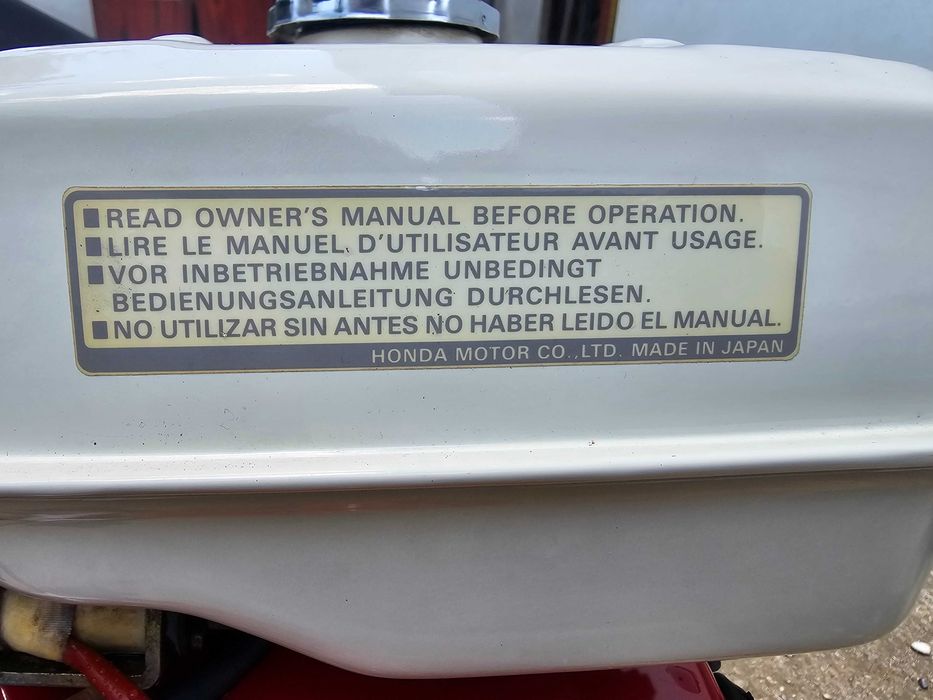 ■ READ OWNER'S MANUAL BEFORE OPERATION.
■ LIRE LE MANUEL D'UTILISATEUR AVANT USAGE.
■ VOR INBETRIEBNAHME UNBEDINGT
BEDIENUNGSANLEITUNG DURCHLESEN.
■ NO UTILIZAR SIN ANTES NO HABER LEIDO EL MANUAL.
HONDA MOTOR CO.,LTD. MADE IN JAPAN